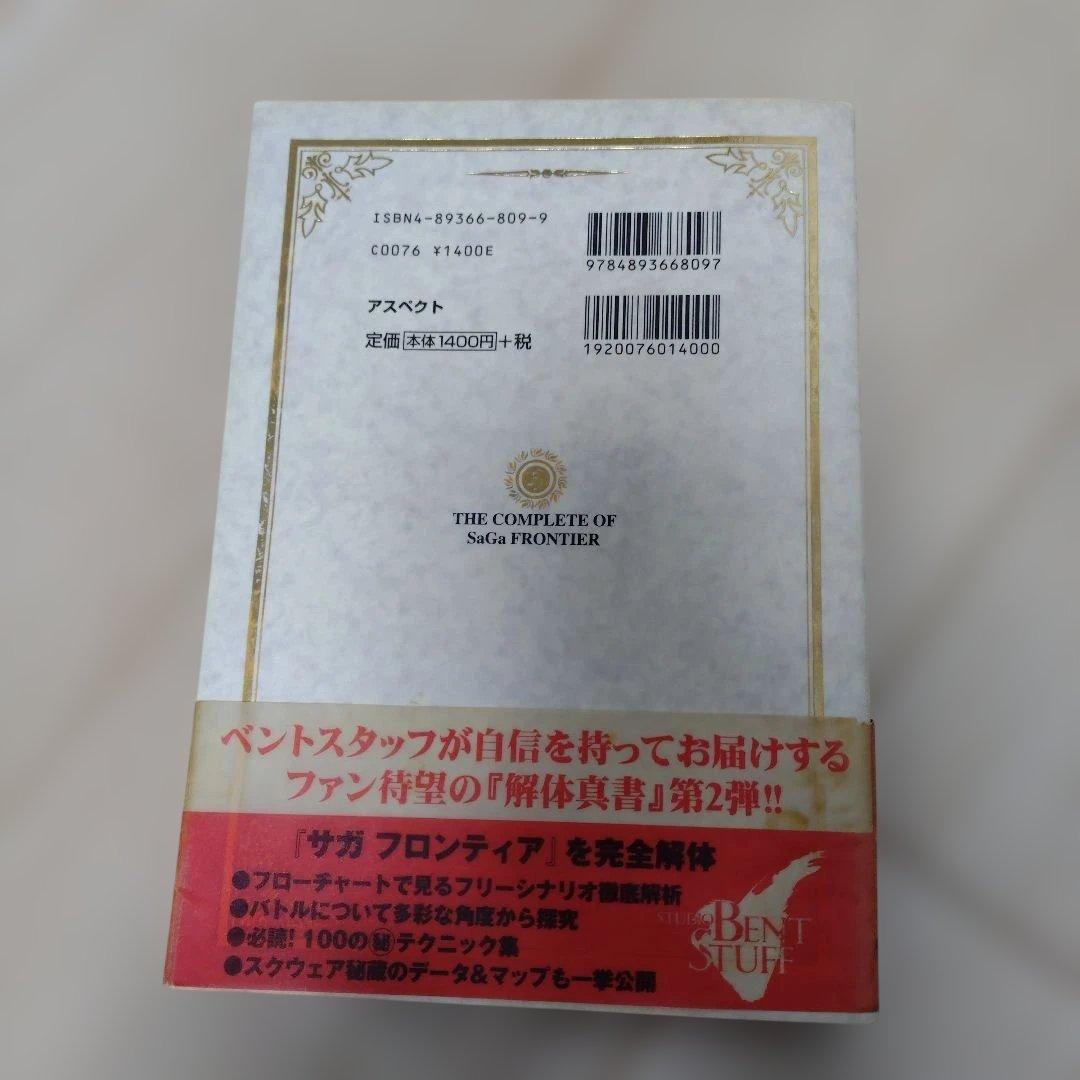 ISBN4-89366-809-9
C0076 ¥1400E
9784893668097
アスペクト
定価 本体1400円+税
1920076014000
THE COMPLETE OF
SaGa FRONTIER
ベントスタッフが自信を持ってお届けする
ファン待望の『解体真書』第2弾!!
『サガ フロンティア』を完全解体
●フローチャートで見るフリーシナリオ徹底解析
●バトルについて多彩な角度から探究
●必読! 100の㊙テクニック集
●スクウェア秘蔵のデータ&マップも一挙公開
STUDIO BENT
STUFF